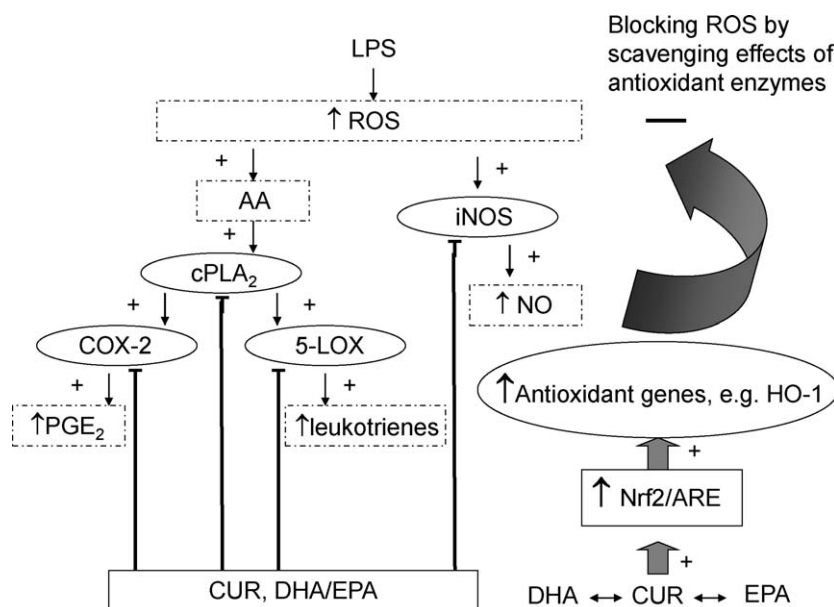 Blocking ROS by
scavenging effects of
antioxidant enzymes
LPS
↑ ROS
+
+
AA
iNOS
+
+
cPLA₂
↑ NO
+
+
COX-2
5-LOX
+
+
↑PGE₂
↑leukotrienes
↑Antioxidant genes, e.g. HO-1
+
↑ Nrf2/ARE
+
CUR, DHA/EPA
DHA ↔ CUR ↔ EPA